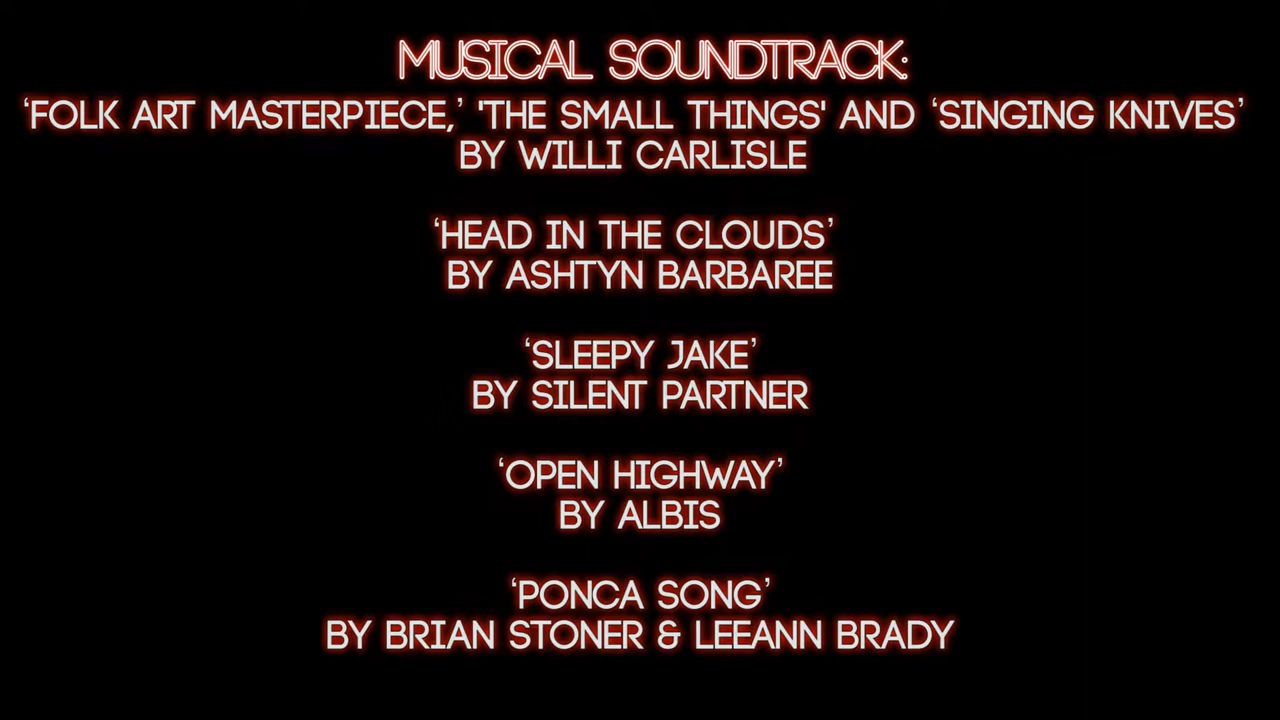 MUSICAL SOUNDTRACK:
‘FOLK ART MASTERPIECE,’ 'THE SMALL THINGS' AND ‘SINGING KNIVES’
BY WILLI CARLISLE
‘HEAD IN THE CLOUDS’
BY ASHTYN BARBAREE
‘SLEEPY JAKE’
BY SILENT PARTNER
‘OPEN HIGHWAY’
BY ALBIS
‘PONCA SONG’
BY BRIAN STONER & LEEANN BRADY